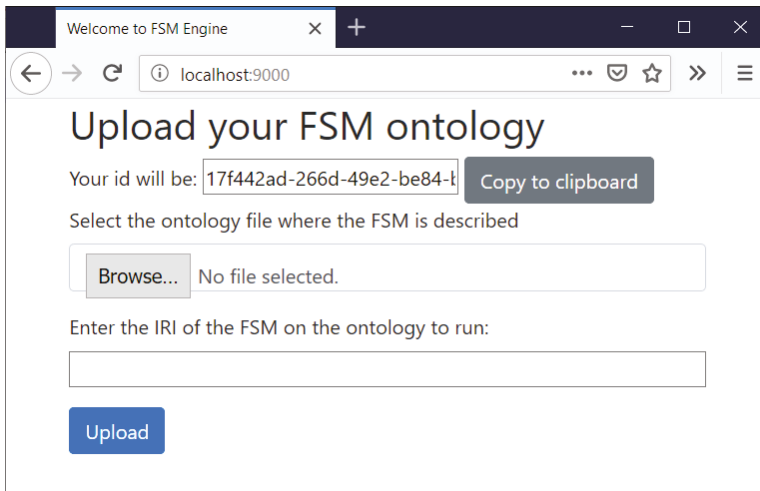 Welcome to FSM Engine
localhost:9000
Upload your FSM ontology
Your id will be: 17f442ad-266d-49e2-be84- Copy to clipboard
Select the ontology file where the FSM is described
Browse... No file selected.
Enter the IRI of the FSM on the ontology to run:
Upload